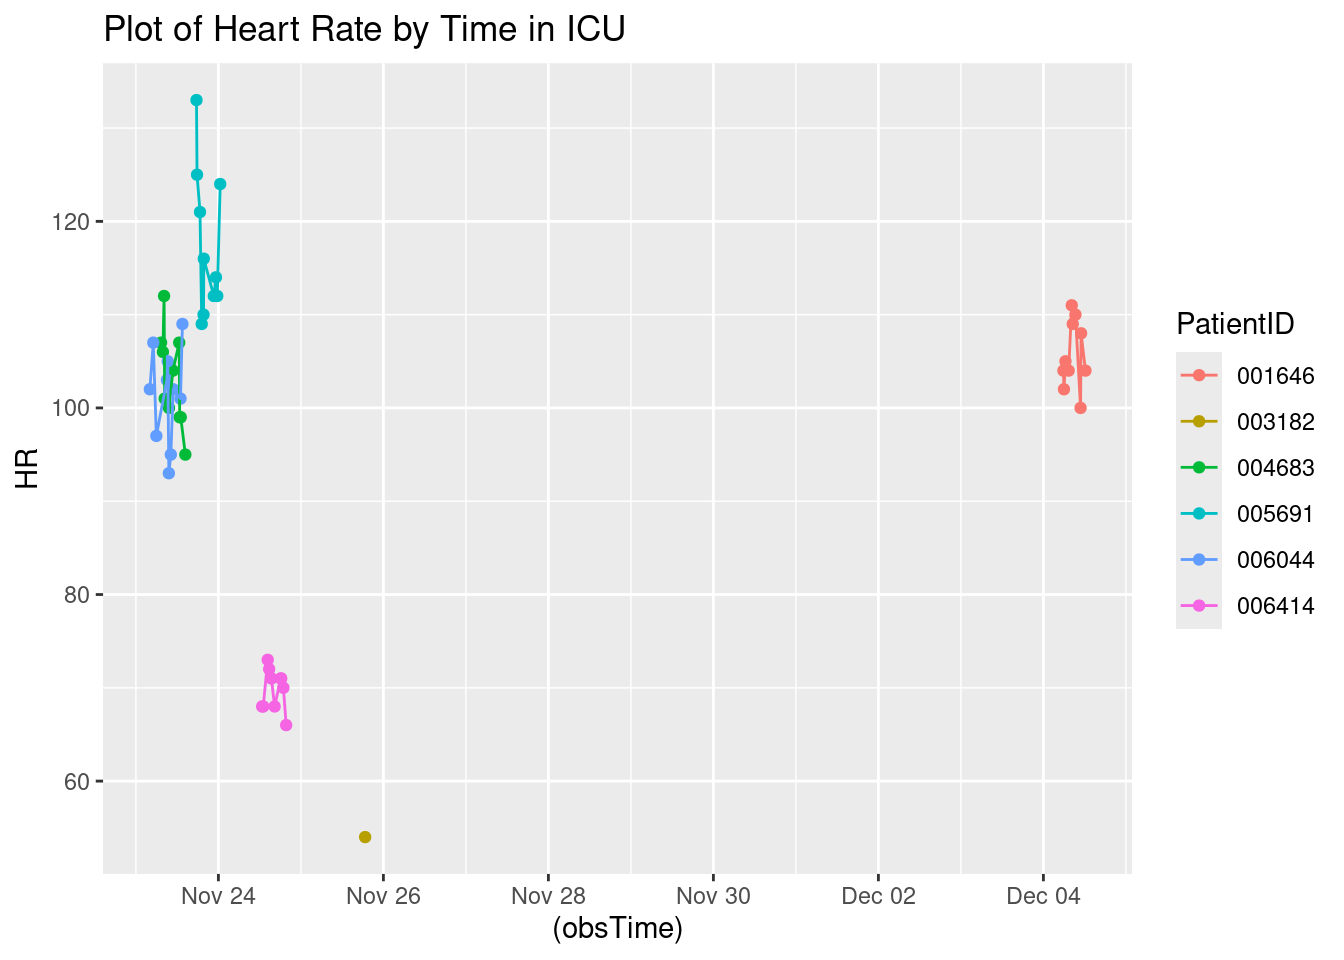 Plot of Heart Rate by Time in ICU
HR
120
100
80
60
Nov 24 Nov 26 Nov 28 Nov 30 Dec 02 Dec 04
(obsTime)
PatientID
001646
003182
004683
005691
006044
006414